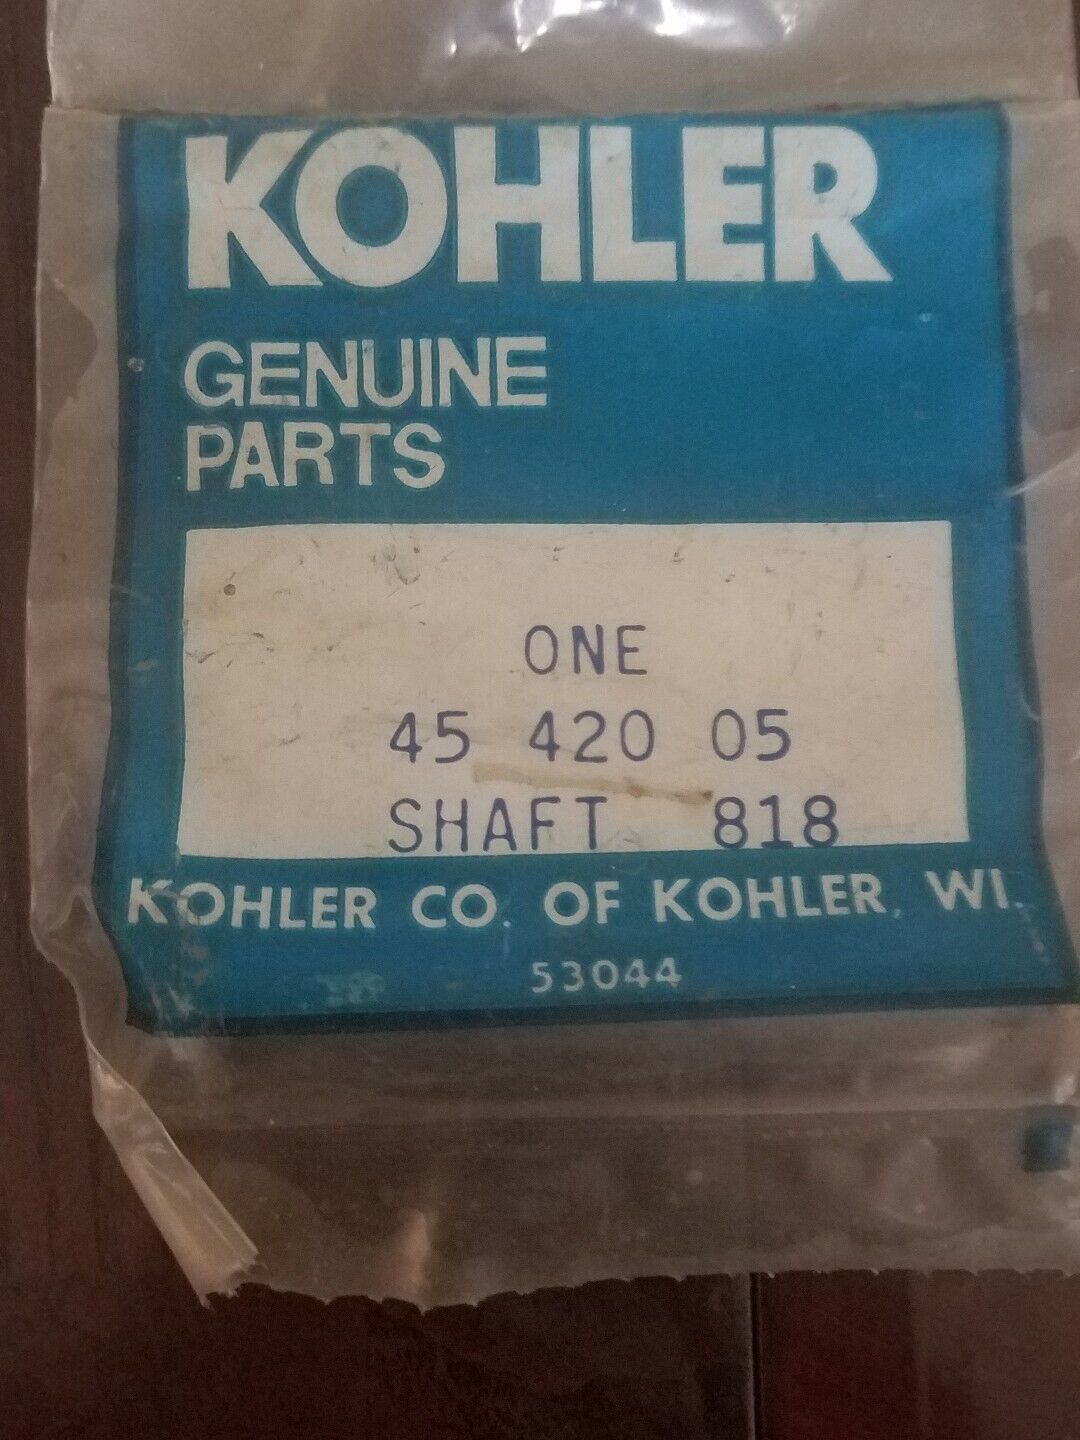 KOHLER
GENUINE
PARTS
ONE
45 420 05
SHAFT 818
KOHLER CO. OF KOHLER, WI.
53044